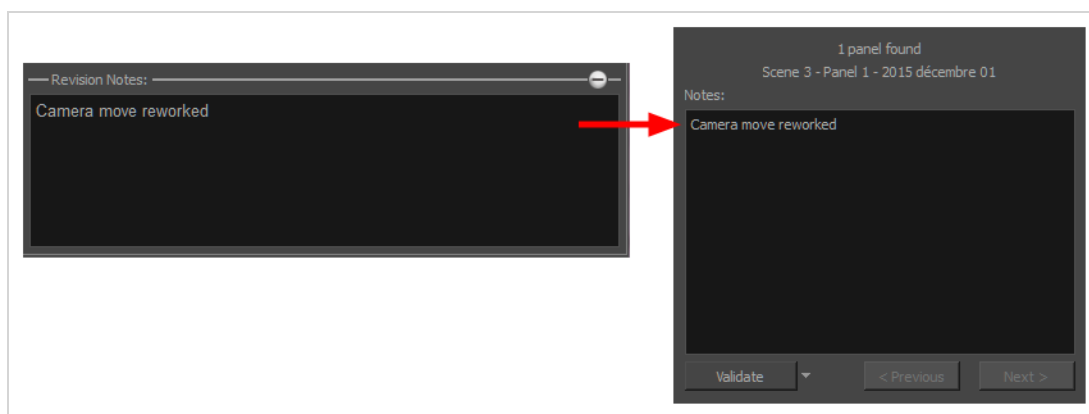 Revision Notes:
Camera move reworked
1 panel found
Scene 3 - Panel 1 - 2015 décembre 01
Notes:
Camera move reworked
Validate
< Previous
Next >